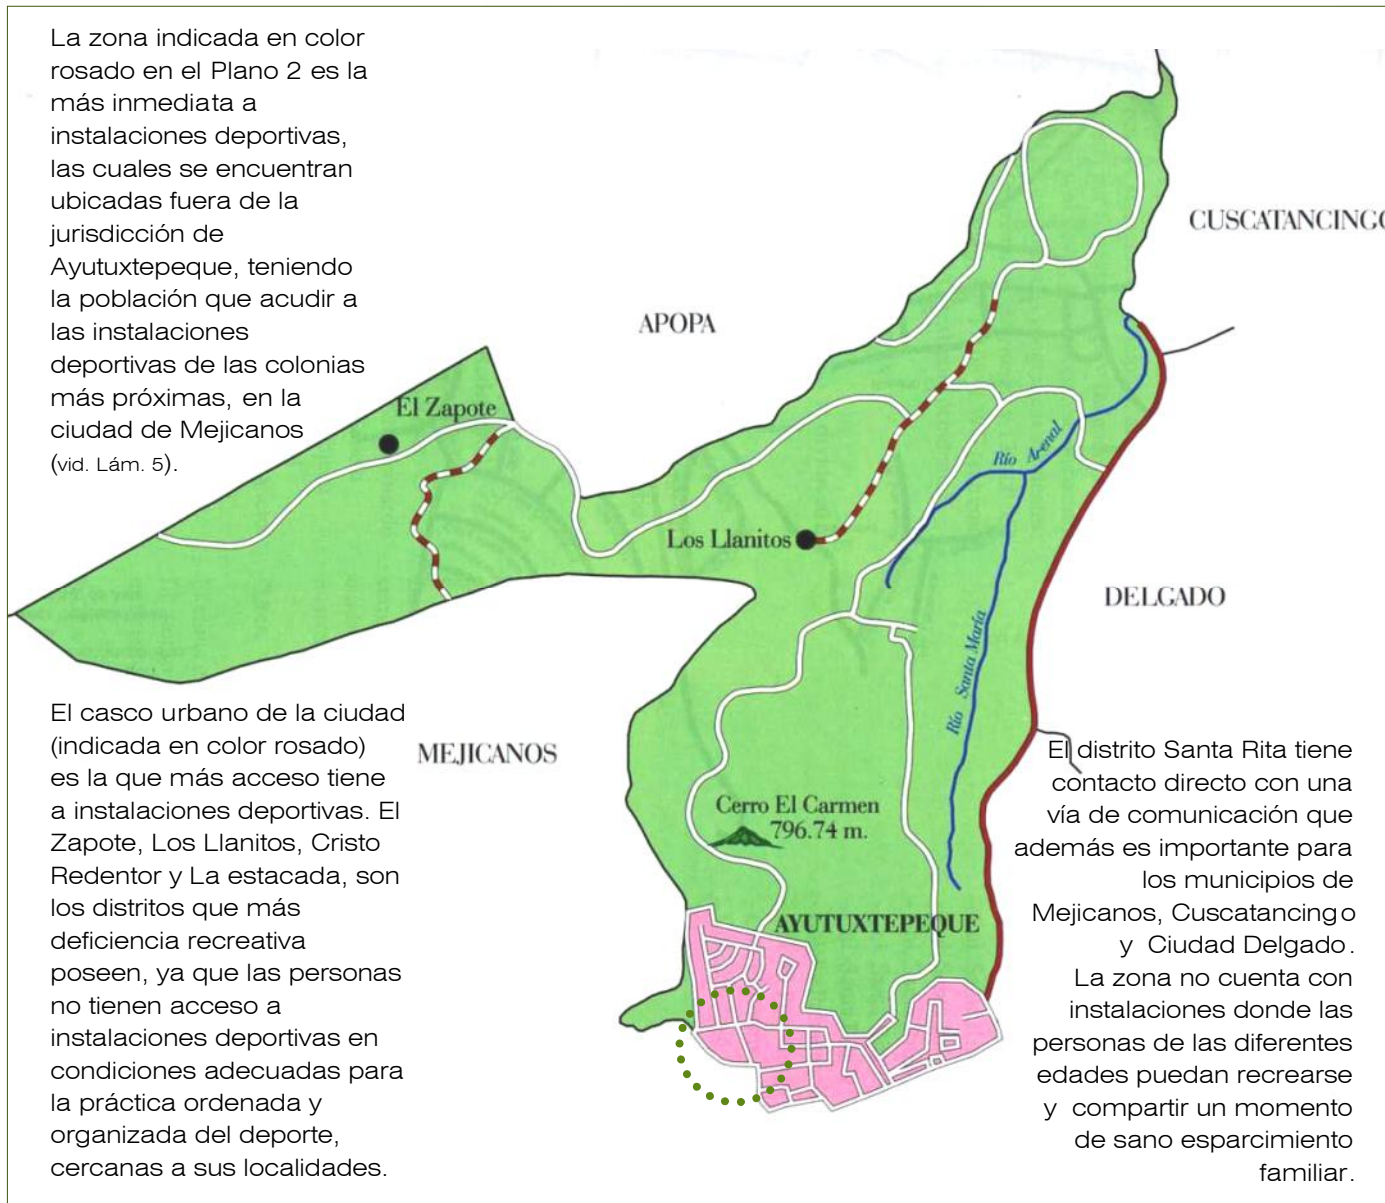 La zona indicada en color
rosado en el Plano 2 es la
más inmediata a
instalaciones deportivas,
las cuales se encuentran
ubicadas fuera de la
jurisdicción de
Ayutuxtepeque, teniendo
la población que acudir a
las instalaciones
deportivas de las colonias
más próximas, en la
ciudad de Mejicanos
(vid. Lám. 5).
CUSCATANCINGO
APOPA
El Zapote
Río Arenal
Los Llanitos
DELGADO
Río Santa María
MEJICANOS
Cerro El Carmen
796.74 m.
AYUTUXTEPEQUE
El casco urbano de la ciudad
(indicada en color rosado)
es la que más acceso tiene
a instalaciones deportivas. El
Zapote, Los Llanitos, Cristo
Redentor y La estacada, son
los distritos que más
deficiencia recreativa
poseen, ya que las personas
no tienen acceso a
instalaciones deportivas en
condiciones adecuadas para
la práctica ordenada y
organizada del deporte,
cercanas a sus localidades.
El distrito Santa Rita tiene
contacto directo con una
vía de comunicación que
además es importante para
los municipios de
Mejicanos, Cuscatancingo
y Ciudad Delgado.
La zona no cuenta con
instalaciones donde las
personas de las diferentes
edades puedan recrearse
y compartir un momento
de sano esparcimiento
familiar.